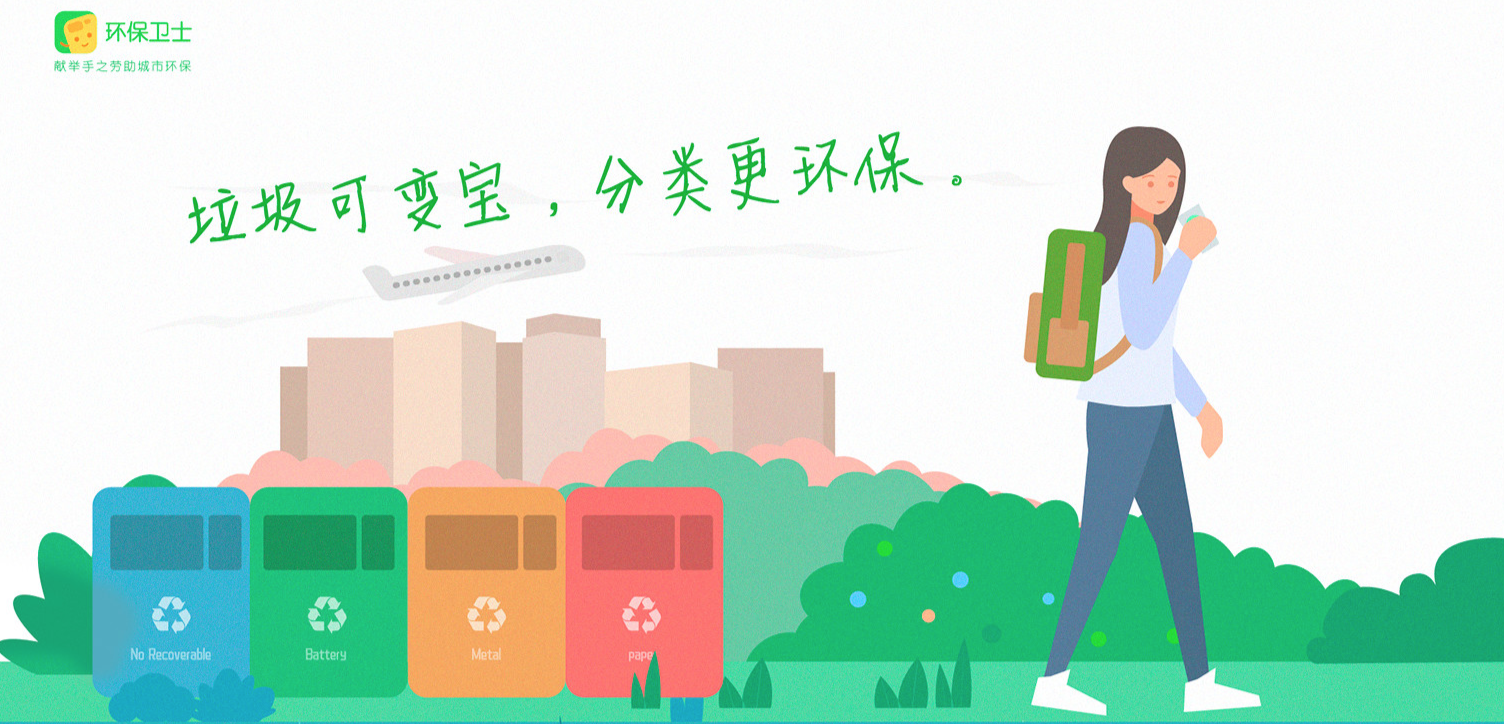 环保卫士
献举手之劳助城市环保
垃圾可变宝，分类更环保。
No Recoverable
Battery
Metal
pape